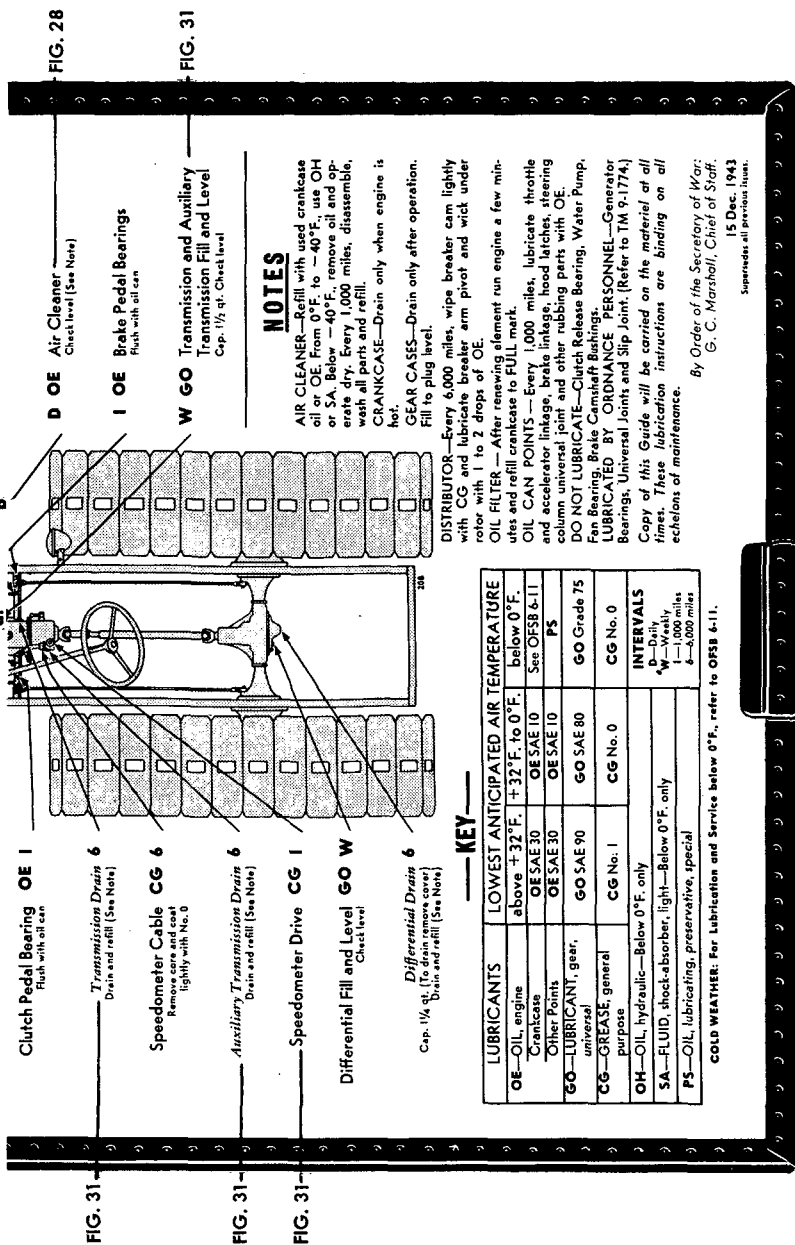 Clutch Pedal Bearing OE 1
Flush with oil can
FIG. 31 Transmission Drain 6
Drain and refill (See Note)
Speedometer Cable CG 6
Remove core and coat
lightly with No. 0
FIG. 31 Auxiliary Transmission Drain 6
Drain and refill (See Note)
FIG. 31 Speedometer Drive CG 1
Differential Fill and Level GO W
Check level
Differential Drain 6
Cap. 1¼ qt. (To drain remove cover)
Drain and refill (See Note)
208
D OE Air Cleaner FIG. 28
Check level (See Note)
1 OE Brake Pedal Bearings
Flush with oil can
W GO Transmission and Auxiliary FIG. 31
Transmission Fill and Level
Cap. 1½ qt. Check level
KEY
LUBRICANTS
LOWEST ANTICIPATED AIR TEMPERATURE
above +32°F. +32°F. to 0°F. below 0°F.
OE—OIL, engine
Crankcase OE SAE 30 OE SAE 10 See OFSB 6-11
Other Points OE SAE 30 OE SAE 10 PS
GO—LUBRICANT, gear, GO SAE 90 GO SAE 80 GO Grade 75
universal
CG—GREASE, general CG No. 1 CG No. 0 CG No. 0
purpose
OH—OIL, hydraulic—Below 0°F. only
SA—FLUID, shock-absorber, light—Below 0°F. only
PS—OIL, lubricating, preservative, special
INTERVALS
D—Daily
*W—Weekly
1—1,000 miles
6—6,000 miles
COLD WEATHER: For Lubrication and Service below 0°F., refer to OFSB 6-11.
NOTES
AIR CLEANER—Refill with used crankcase
oil or OE. From 0°F. to —40°F., use OH
or SA. Below —40°F., remove oil and op-
erate dry. Every 1,000 miles, disassemble,
wash all parts and refill.
CRANKCASE—Drain only when engine is
hot.
GEAR CASES—Drain only after operation.
Fill to plug level.
DISTRIBUTOR—Every 6,000 miles, wipe breaker cam lightly
with CG and lubricate breaker arm pivot and wick under
rotor with 1 to 2 drops of OE.
OIL FILTER — After renewing element run engine a few min-
utes and refill crankcase to FULL mark.
OIL CAN POINTS — Every 1,000 miles, lubricate throttle
and accelerator linkage, brake linkage, hood latches, steering
column universal joint and other rubbing parts with OE.
DO NOT LUBRICATE—Clutch Release Bearing, Water Pump,
Fan Bearing, Brake Camshaft Bushings.
LUBRICATED BY ORDNANCE PERSONNEL—Generator
Bearings, Universal Joints and Slip Joint. (Refer to TM 9-1774.)
Copy of this Guide will be carried on the materiel at all
times. These lubrication instructions are binding on all
echelons of maintenance.
By Order of the Secretary of War:
G. C. Marshall, Chief of Staff.
15 Dec. 1943
Supersedes all previous issues.